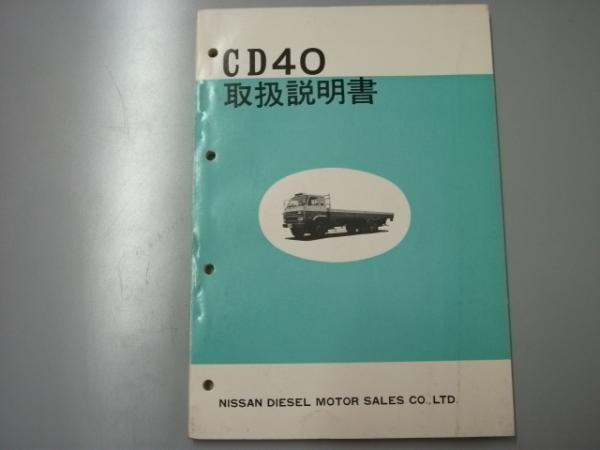 CD40
取扱説明書
NISSAN DIESEL MOTOR SALES CO., LTD.